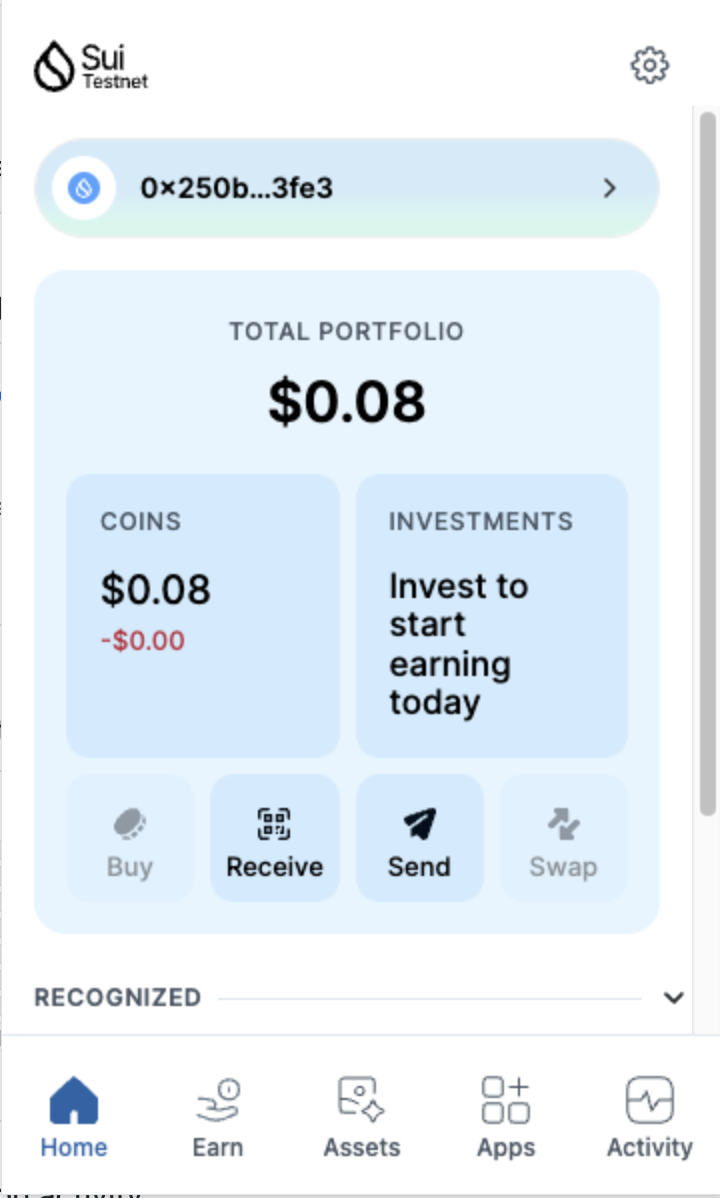 Sui
Testnet
0×250b...3fe3
TOTAL PORTFOLIO
$0.08
COINS
$0.08
-$0.00
INVESTMENTS
Invest to
start
earning
today
Buy
Receive
Send
Swap
RECOGNIZED
Home
Earn
Assets
Apps
Activity